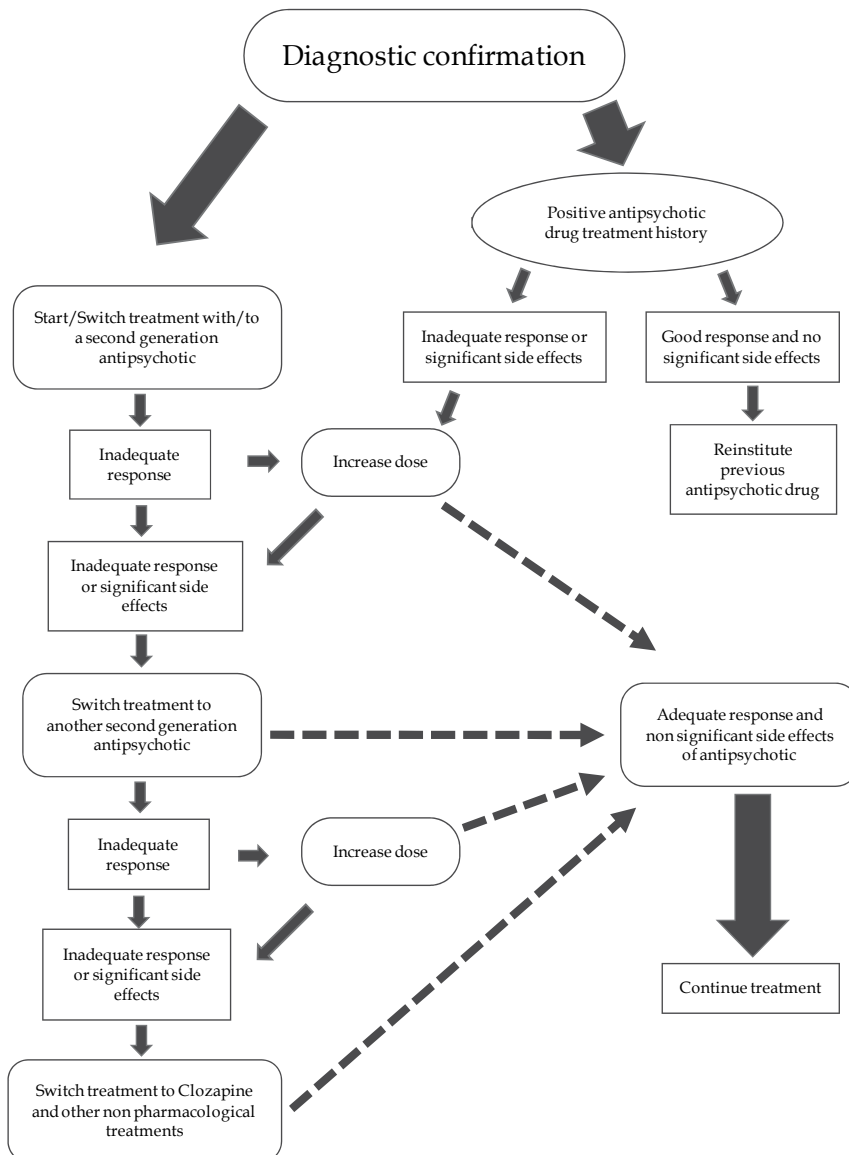 Diagnostic confirmation
Positive antipsychotic
drug treatment history
Start/Switch treatment with/to
a second generation
antipsychotic
Inadequate response or
significant side effects
Good response and no
significant side effects
Inadequate
response
Increase dose
Reinstitute
previous
antipsychotic drug
Inadequate response
or significant side
effects
Switch treatment to
another second generation
antipsychotic
Adequate response and
non significant side effects
of antipsychotic
Inadequate
response
Increase dose
Inadequate response
or significant side
effects
Continue treatment
Switch treatment to Clozapine
and other non pharmacological
treatments